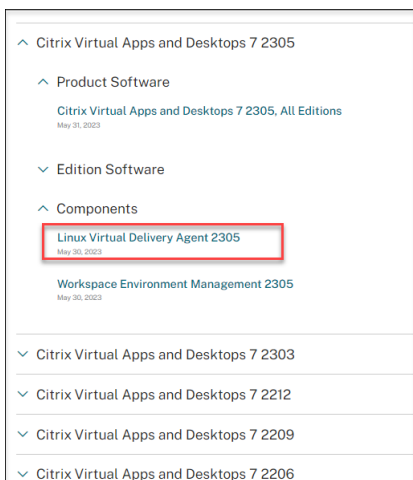 Citrix Virtual Apps and Desktops 7 2305
Product Software
Citrix Virtual Apps and Desktops 7 2305, All Editions
May 31, 2023
Edition Software
Components
Linux Virtual Delivery Agent 2305
May 30, 2023
Workspace Environment Management 2305
May 30, 2023
Citrix Virtual Apps and Desktops 7 2303
Citrix Virtual Apps and Desktops 7 2212
Citrix Virtual Apps and Desktops 7 2209
Citrix Virtual Apps and Desktops 7 2206